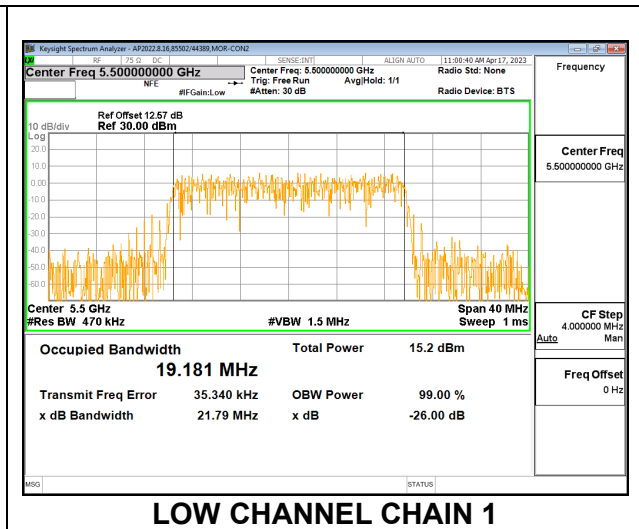 Keysight Spectrum Analyzer - AP2022.8.16,85502/44389,MOR-CON2
RF 75 Ω DC SENSE:INT ALIGN AUTO 11:00:40 AM Apr 17, 2023
Center Freq 5.500000000 GHz
NFE
#IFGain:Low
Center Freq: 5.500000000 GHz
Trig: Free Run Avg|Hold: 1/1
#Atten: 30 dB
Radio Std: None
Radio Device: BTS
Frequency
Ref Offset 12.57 dB
10 dB/div Ref 30.00 dBm
Log
20.0
10.0
0.00
-10.0
-20.0
-30.0
-40.0
-50.0
-60.0
Center Freq
5.500000000 GHz
Center 5.5 GHz Span 40 MHz
#Res BW 470 kHz #VBW 1.5 MHz Sweep 1 ms
CF Step
4.000000 MHz
Auto Man
Freq Offset
0 Hz
Occupied Bandwidth Total Power 15.2 dBm
19.181 MHz
Transmit Freq Error 35.340 kHz OBW Power 99.00 %
x dB Bandwidth 21.79 MHz x dB -26.00 dB
MSG STATUS
LOW CHANNEL CHAIN 1